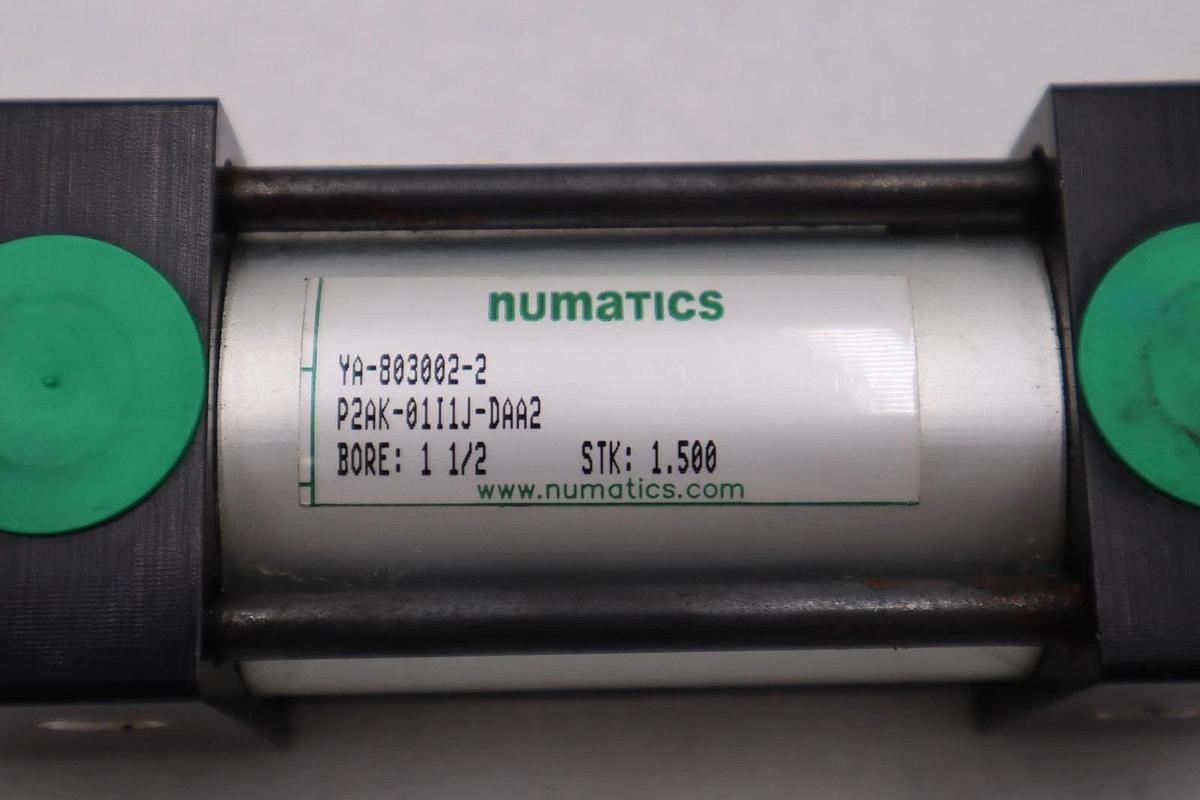 numatics
YA-803002-2
P2AK-01I1J-DAA2
BORE: 1 1/2 STK: 1.500
www.numatics.com